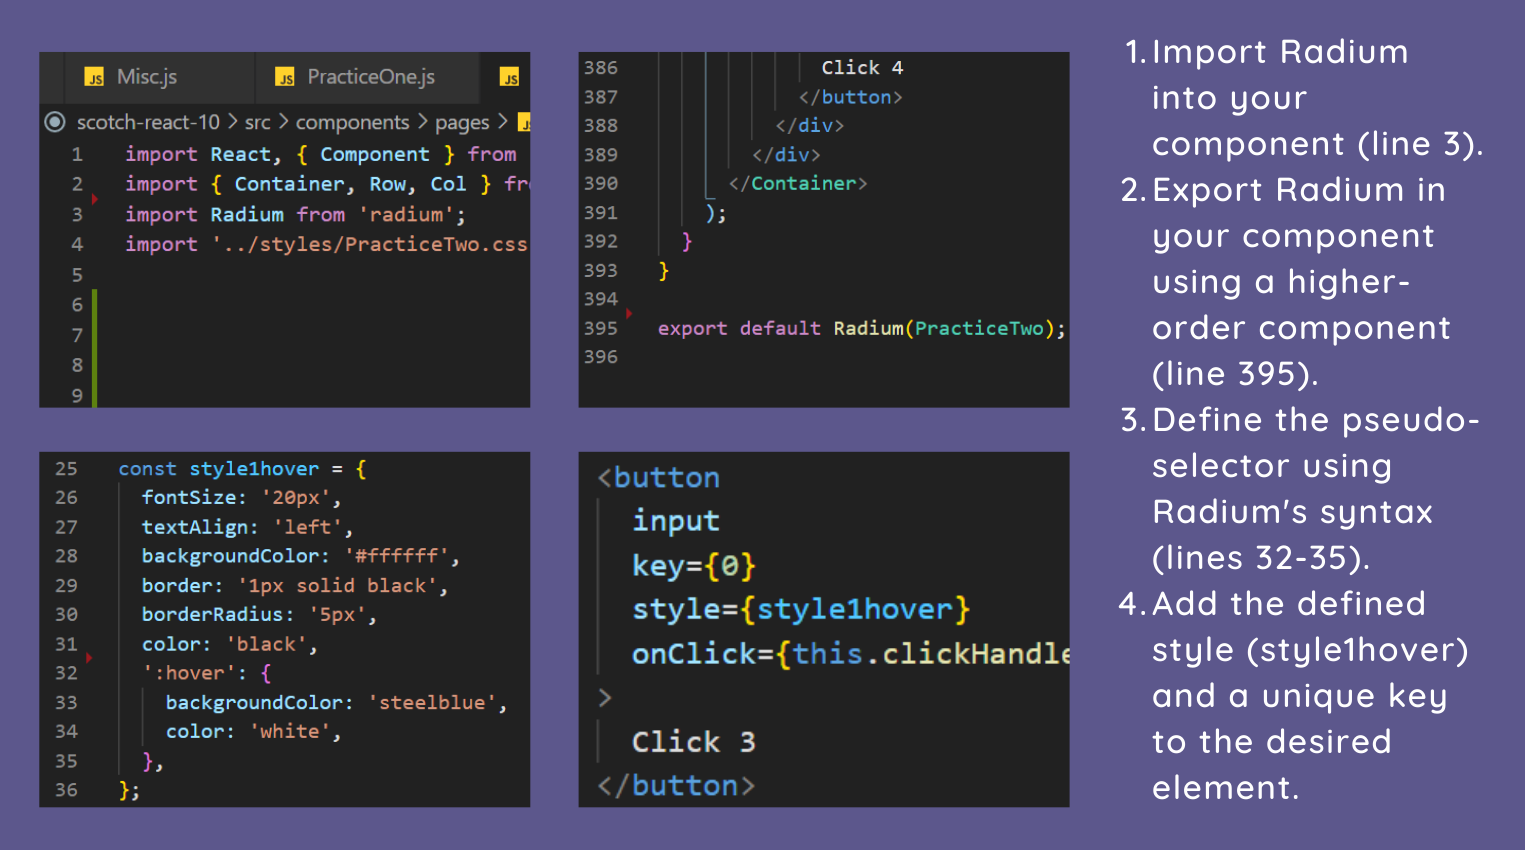 Misc.js PracticeOne.js
scotch-react-10 > src > components > pages >
1 import React, { Component } from
2 import { Container, Row, Col } fr
3 import Radium from 'radium';
4 import '../styles/PracticeTwo.css
5
6
7
8
9
386 Click 4
387 </button>
388 </div>
389 </div>
390 </Container>
391 );
392 }
393 }
394
395 export default Radium(PracticeTwo);
396
25 const style1hover = {
26 fontSize: '20px',
27 textAlign: 'left',
28 backgroundColor: '#ffffff',
29 border: '1px solid black',
30 borderRadius: '5px',
31 color: 'black',
32 ':hover': {
33 backgroundColor: 'steelblue',
34 color: 'white',
35 },
36 };
<button
input
key={0}
style={style1hover}
onClick={this.clickHandle
>
Click 3
</button>
1. Import Radium
into your
component (line 3).
2. Export Radium in
your component
using a higher-
order component
(line 395).
3. Define the pseudo-
selector using
Radium's syntax
(lines 32-35).
4. Add the defined
style (style1hover)
and a unique key
to the desired
element.